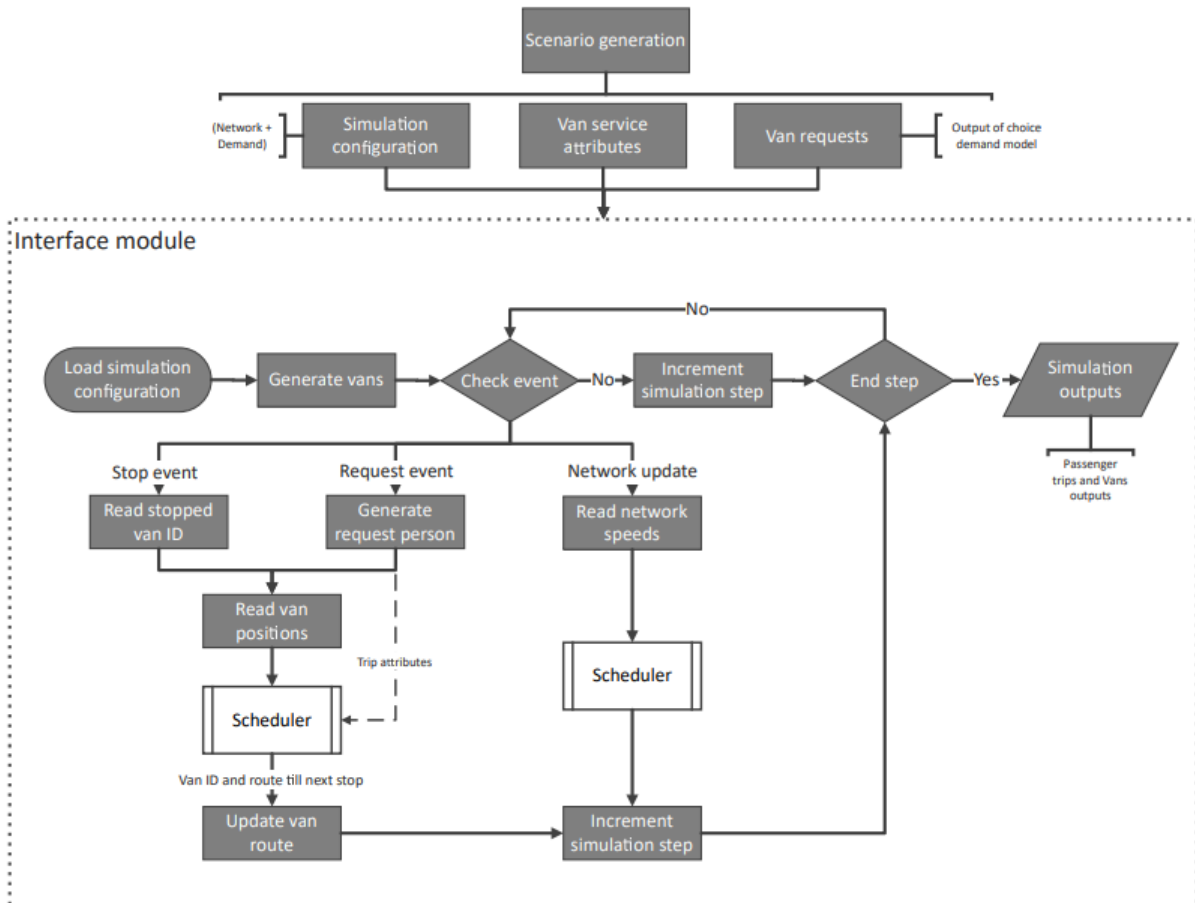 Scenario generation
(Network +
Demand)
Simulation
configuration
Van service
attributes
Van requests
Output of choice
demand model
Interface module
No
Load simulation
configuration
Generate vans
Check event
No
Increment
simulation step
End step
Yes
Simulation
outputs
Passenger
trips and Vans
outputs
Stop event
Request event
Network update
Read stopped
van ID
Generate
request person
Read network
speeds
Read van
positions
Trip attributes
Scheduler
Scheduler
Van ID and route till next stop
Update van
route
Increment
simulation step